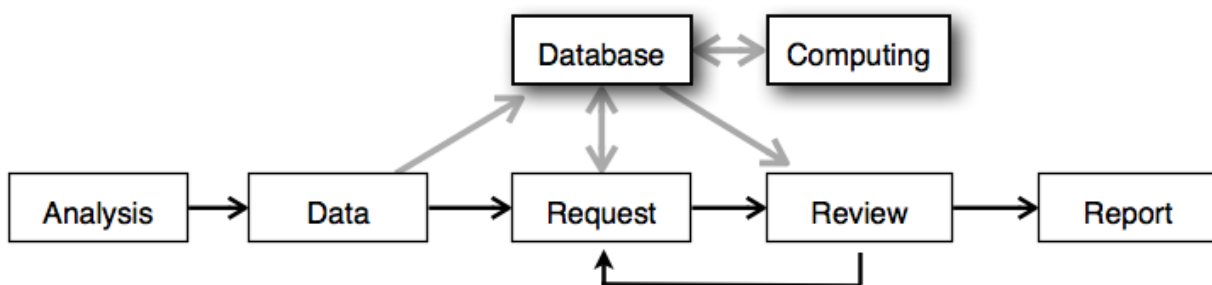 Database
Computing
Analysis
Data
Request
Review
Report